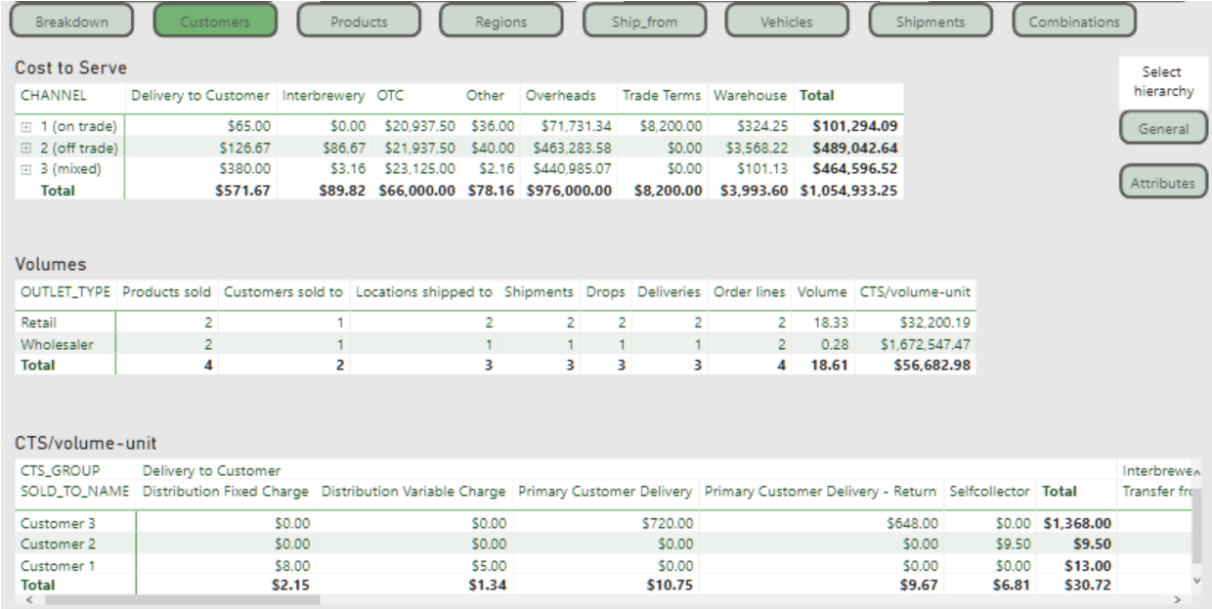 Breakdown Customers Products Regions Ship_from Vehicles Shipments Combinations
Cost to Serve
Select
hierarchy
CHANNEL Delivery to Customer Interbrewery OTC Other Overheads Trade Terms Warehouse Total
1 (on trade) $65.00 $0.00 $20,937.50 $36.00 $71,731.34 $8,200.00 $324.25 $101,294.09
General
2 (off trade) $126.67 $86.67 $21,937.50 $40.00 $463,283.58 $0.00 $3,568.22 $489,042.64
3 (mixed) $380.00 $3.16 $23,125.00 $2.16 $440,985.07 $0.00 $101.13 $464,596.52
Total $571.67 $89.82 $66,000.00 $78.16 $976,000.00 $8,200.00 $3,993.60 $1,054,933.25
Attributes
Volumes
OUTLET_TYPE Products sold Customers sold to Locations shipped to Shipments Drops Deliveries Order lines Volume CTS/volume-unit
Retail 2 1 2 2 2 2 2 18.33 $32,200.19
Wholesaler 2 1 1 1 1 1 2 0.28 $1,672,547.47
Total 4 2 3 3 3 3 4 18.61 $56,682.98
CTS/volume-unit
CTS_GROUP Delivery to Customer Interbrewe
SOLD_TO_NAME Distribution Fixed Charge Distribution Variable Charge Primary Customer Delivery Primary Customer Delivery - Return Selfcollector Total Transfer fro
Customer 3 $0.00 $0.00 $720.00 $648.00 $0.00 $1,368.00
Customer 2 $0.00 $0.00 $0.00 $0.00 $9.50 $9.50
Customer 1 $8.00 $5.00 $0.00 $0.00 $0.00 $13.00
Total $2.15 $1.34 $10.75 $9.67 $6.81 $30.72